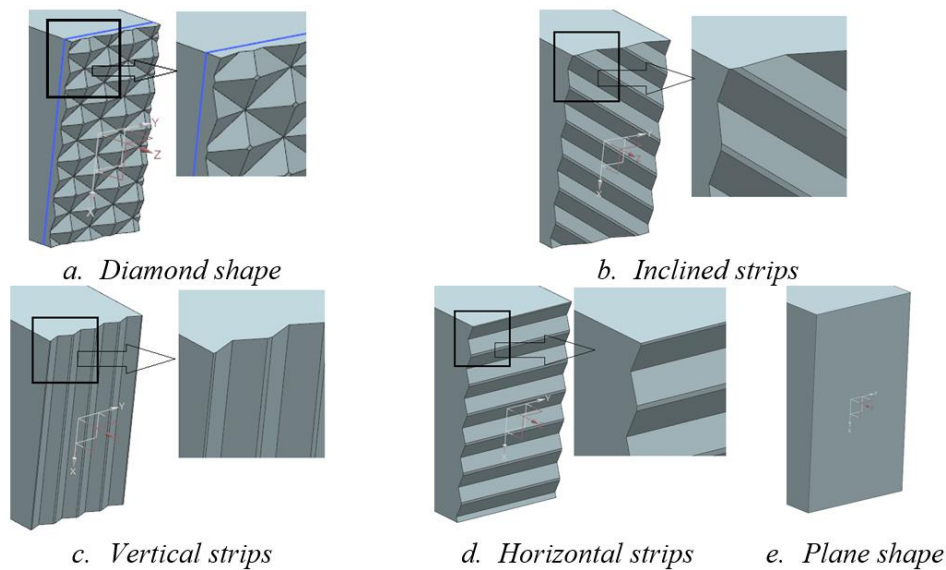 a. Diamond shape
b. Inclined strips
c. Vertical strips
d. Horizontal strips
e. Plane shape
Y
Z
X
Y
Y
X
Y